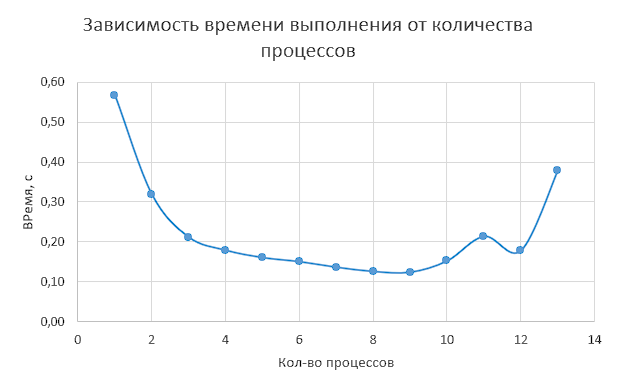 Зависимость времени выполнения от количества
процессов
0,60
0,50
0,40
0,30
0,20
0,10
0,00
ВРемя, с
0 2 4 6 8 10 12 14
Кол-во процессов